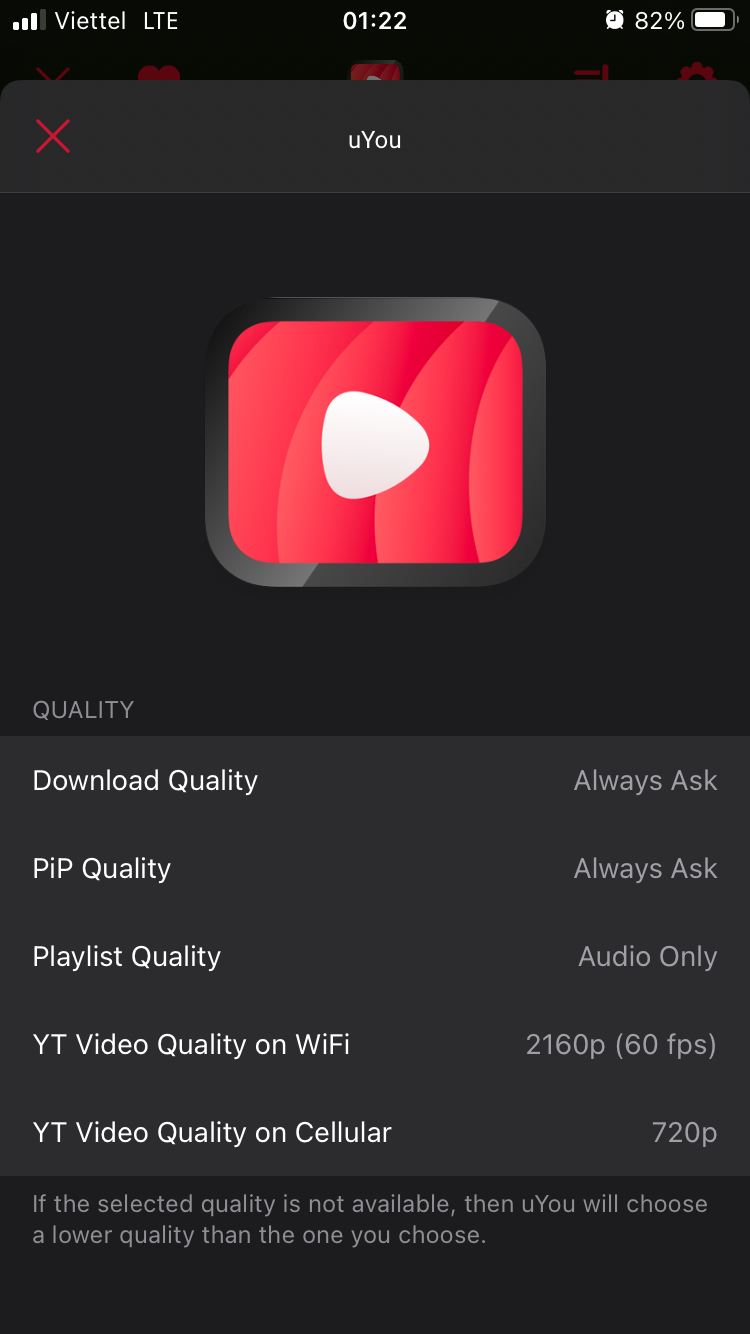 Viettel LTE 01:22 82%
uYou
QUALITY
Download Quality Always Ask
PiP Quality Always Ask
Playlist Quality Audio Only
YT Video Quality on WiFi 2160p (60 fps)
YT Video Quality on Cellular 720p
If the selected quality is not available, then uYou will choose
a lower quality than the one you choose.